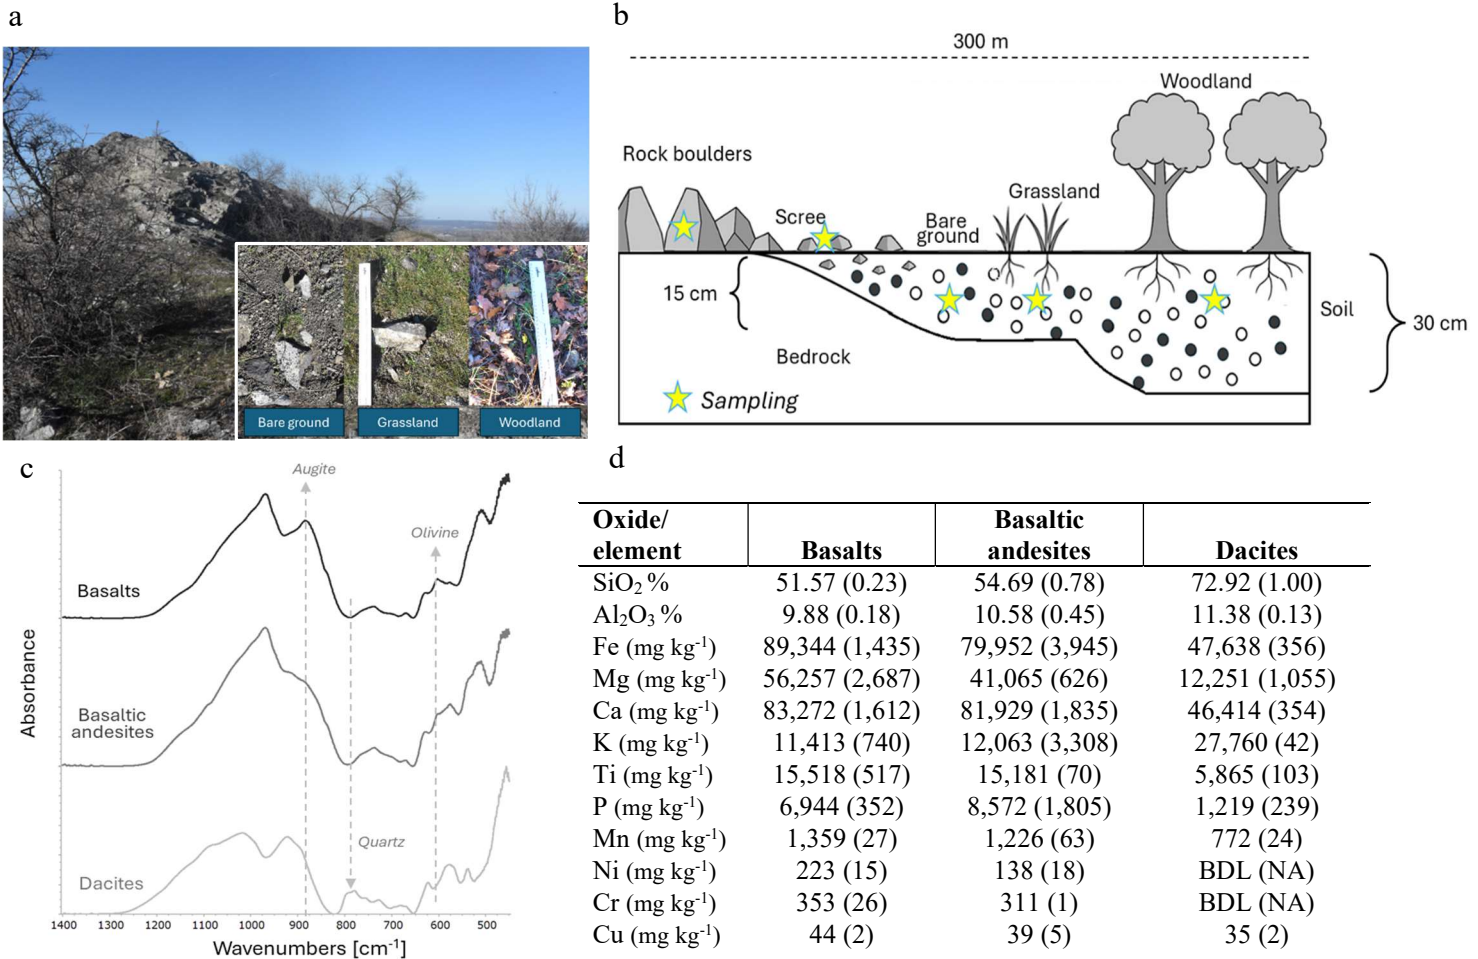 a
Bare ground
Grassland
Woodland
b
300 m
Woodland
Rock boulders
Grassland
Scree
Bare
ground
15 cm
Soil
30 cm
Bedrock
Sampling
c
Augite
Olivine
Basalts
Absorbance
Basaltic
andesites
Quartz
Dacites
1400 1300 1200 1100 1000 900 800 700 600 500
Wavenumbers [cm⁻¹]
d
Oxide/
element Basalts Basaltic
andesites Dacites
SiO₂ % 51.57 (0.23) 54.69 (0.78) 72.92 (1.00)
Al₂O₃ % 9.88 (0.18) 10.58 (0.45) 11.38 (0.13)
Fe (mg kg⁻¹) 89,344 (1,435) 79,952 (3,945) 47,638 (356)
Mg (mg kg⁻¹) 56,257 (2,687) 41,065 (626) 12,251 (1,055)
Ca (mg kg⁻¹) 83,272 (1,612) 81,929 (1,835) 46,414 (354)
K (mg kg⁻¹) 11,413 (740) 12,063 (3,308) 27,760 (42)
Ti (mg kg⁻¹) 15,518 (517) 15,181 (70) 5,865 (103)
P (mg kg⁻¹) 6,944 (352) 8,572 (1,805) 1,219 (239)
Mn (mg kg⁻¹) 1,359 (27) 1,226 (63) 772 (24)
Ni (mg kg⁻¹) 223 (15) 138 (18) BDL (NA)
Cr (mg kg⁻¹) 353 (26) 311 (1) BDL (NA)
Cu (mg kg⁻¹) 44 (2) 39 (5) 35 (2)